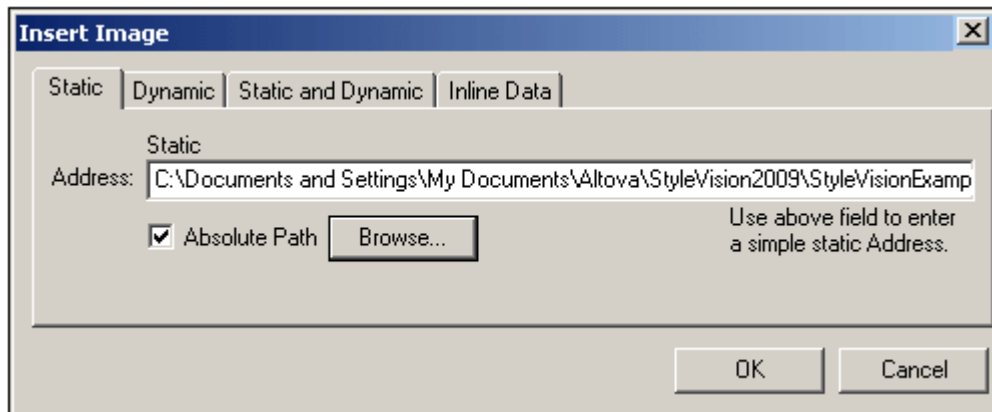 Insert Image
Static Dynamic Static and Dynamic Inline Data
Static
Address: C:\Documents and Settings\My Documents\Altova\StyleVision2009\StyleVisionExamp
Absolute Path Browse...
Use above field to enter
a simple static Address.
OK Cancel